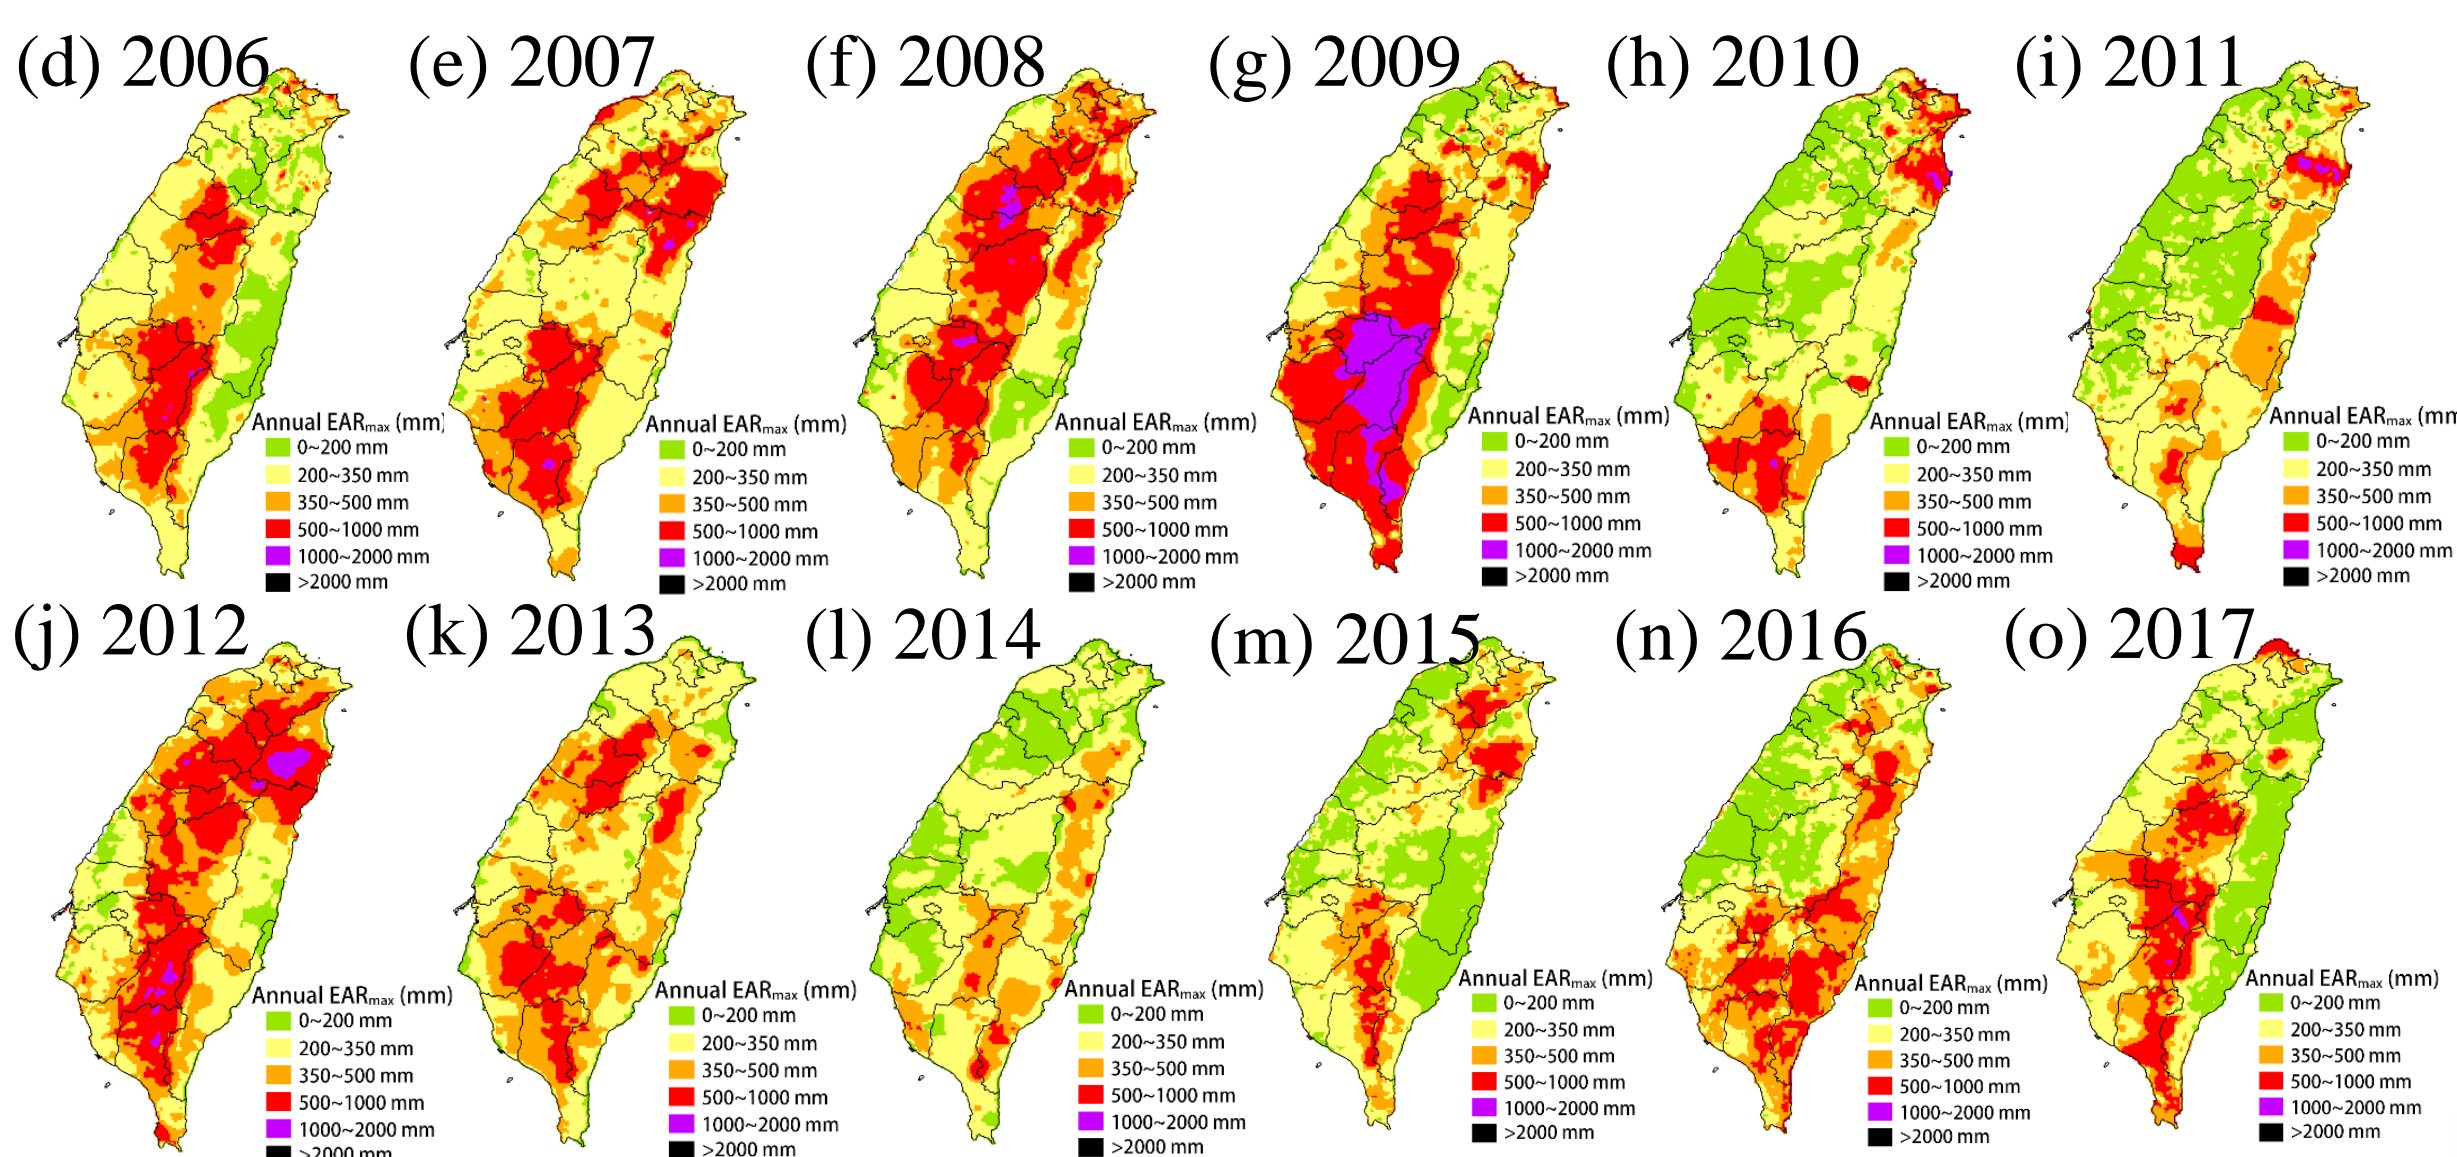 (d) 2006
Annual EARmax (mm)
0~200 mm
200~350 mm
350~500 mm
500~1000 mm
1000~2000 mm
>2000 mm
(e) 2007
Annual EARmax (mm)
0~200 mm
200~350 mm
350~500 mm
500~1000 mm
1000~2000 mm
>2000 mm
(f) 2008
Annual EARmax (mm)
0~200 mm
200~350 mm
350~500 mm
500~1000 mm
1000~2000 mm
>2000 mm
(g) 2009
Annual EARmax (mm)
0~200 mm
200~350 mm
350~500 mm
500~1000 mm
1000~2000 mm
>2000 mm
(h) 2010
Annual EARmax (mm)
0~200 mm
200~350 mm
350~500 mm
500~1000 mm
1000~2000 mm
>2000 mm
(i) 2011
Annual EARmax (mm
0~200 mm
200~350 mm
350~500 mm
500~1000 mm
1000~2000 mm
>2000 mm
(j) 2012
Annual EARmax (mm)
0~200 mm
200~350 mm
350~500 mm
500~1000 mm
1000~2000 mm
>2000 mm
(k) 2013
Annual EARmax (mm)
0~200 mm
200~350 mm
350~500 mm
500~1000 mm
1000~2000 mm
>2000 mm
(l) 2014
Annual EARmax (mm)
0~200 mm
200~350 mm
350~500 mm
500~1000 mm
1000~2000 mm
>2000 mm
(m) 2015
Annual EARmax (mm)
0~200 mm
200~350 mm
350~500 mm
500~1000 mm
1000~2000 mm
>2000 mm
(n) 2016
Annual EARmax (mm)
0~200 mm
200~350 mm
350~500 mm
500~1000 mm
1000~2000 mm
>2000 mm
(o) 2017
Annual EARmax (mm)
0~200 mm
200~350 mm
350~500 mm
500~1000 mm
1000~2000 mm
>2000 mm